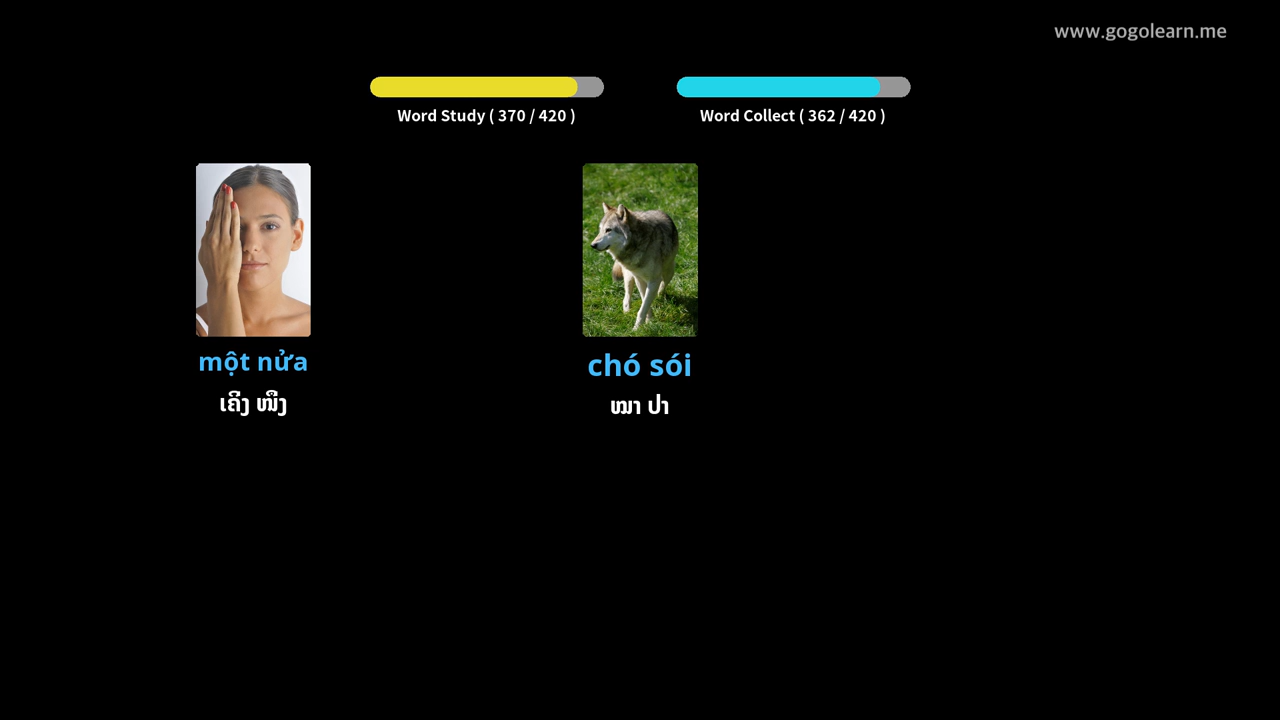 www.gogolearn.me
Word Study ( 370 / 420 )
Word Collect ( 362 / 420 )
một nửa
chó sói
ເຄິງ ໜຶງ
ໝາ ປາ